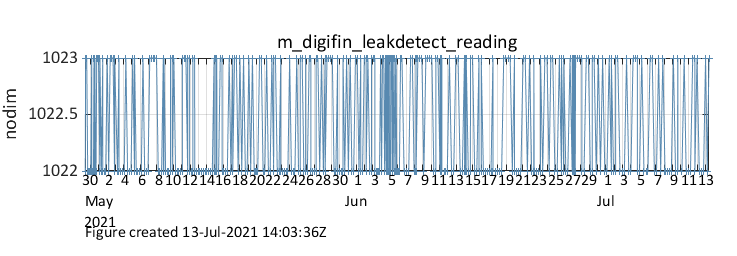 m_digifin_leakdetect_reading
1023
1022.5
1022
nodim
30 2 4 6 8 10 12 14 16 18 20 22 24 26 28 30 1 3 5 7 9 11 13 15 17 19 21 23 25 27 29 1 3 5 7 9 11 13
May Jun Jul
2021
Figure created 13-Jul-2021 14:03:36Z